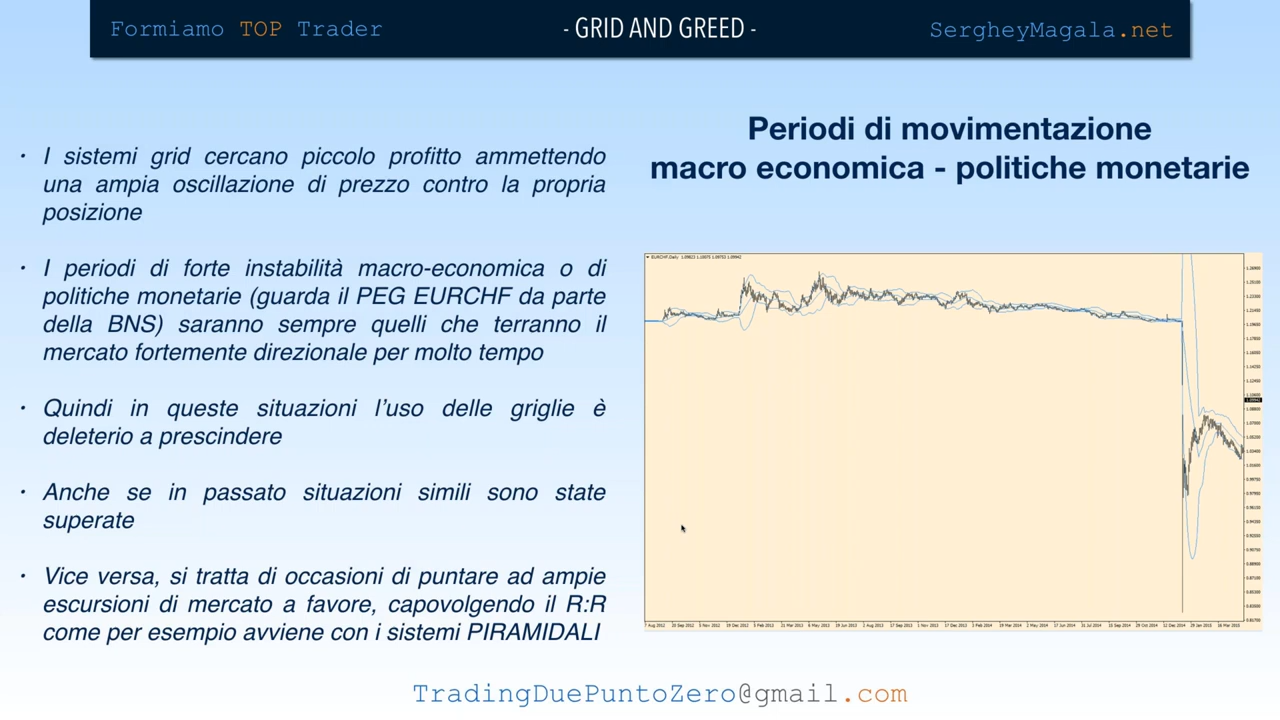 Formiamo TOP Trader
- GRID AND GREED -
SergheyMagala.net
Periodi di movimentazione
macro economica - politiche monetarie
· I sistemi grid cercano piccolo profitto ammettendo
una ampia oscillazione di prezzo contro la propria
posizione
· I periodi di forte instabilità macro-economica o di
politiche monetarie (guarda il PEG EURCHF da parte
della BNS) saranno sempre quelli che terranno il
mercato fortemente direzionale per molto tempo
· Quindi in queste situazioni l'uso delle griglie è
deleterio a prescindere
· Anche se in passato situazioni simili sono state
superate
· Vice versa, si tratta di occasioni di puntare ad ampie
escursioni di mercato a favore, capovolgendo il R:R
come per esempio avviene con i sistemi PIRAMIDALI
EURCHF,Daily
TradingDuePuntoZero@gmail.com